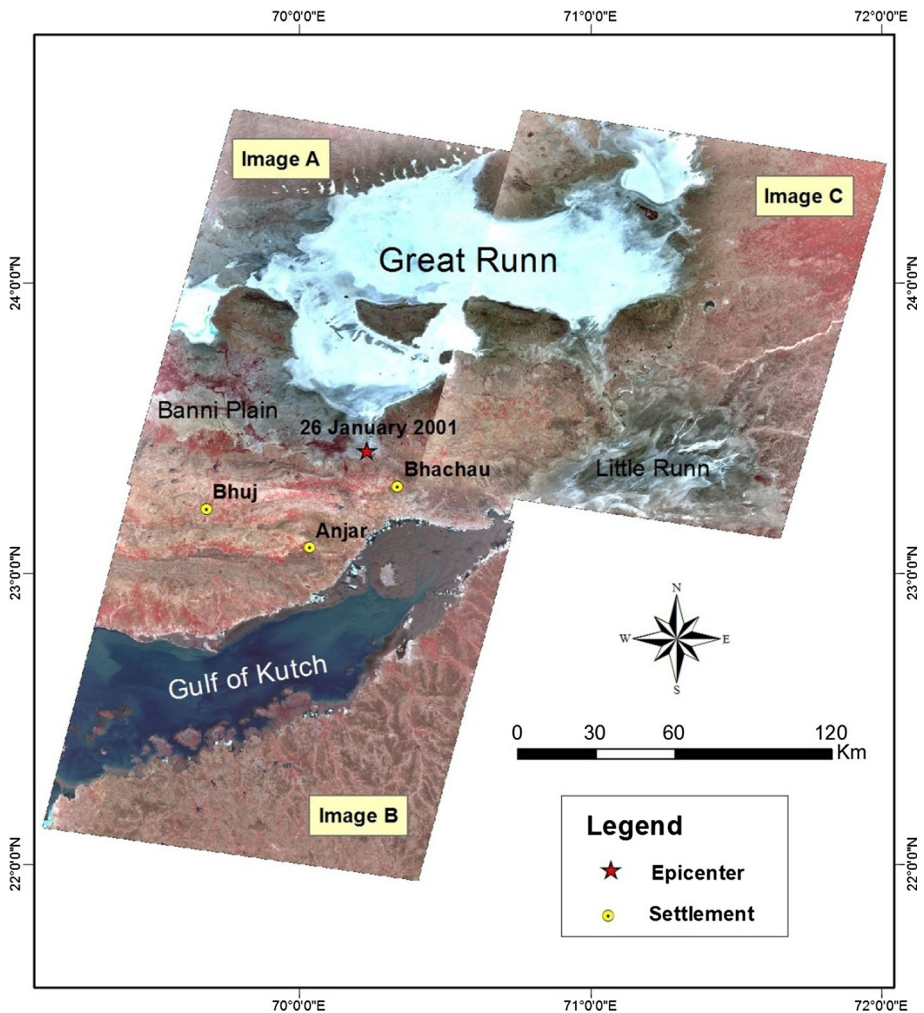 70°0'0"E
71°0'0"E
72°0'0"E
Image A
Image C
Great Runn
24°0'0"N
24°0'0"N
Banni Plain
26 January 2001
Bhachau
Little Runn
Bhuj
Anjar
23°0'0"N
23°0'0"N
N
W
E
S
Gulf of Kutch
0
30
60
120
Km
Image B
Legend
Epicenter
Settlement
22°0'0"N
22°0'0"N
70°0'0"E
71°0'0"E
72°0'0"E